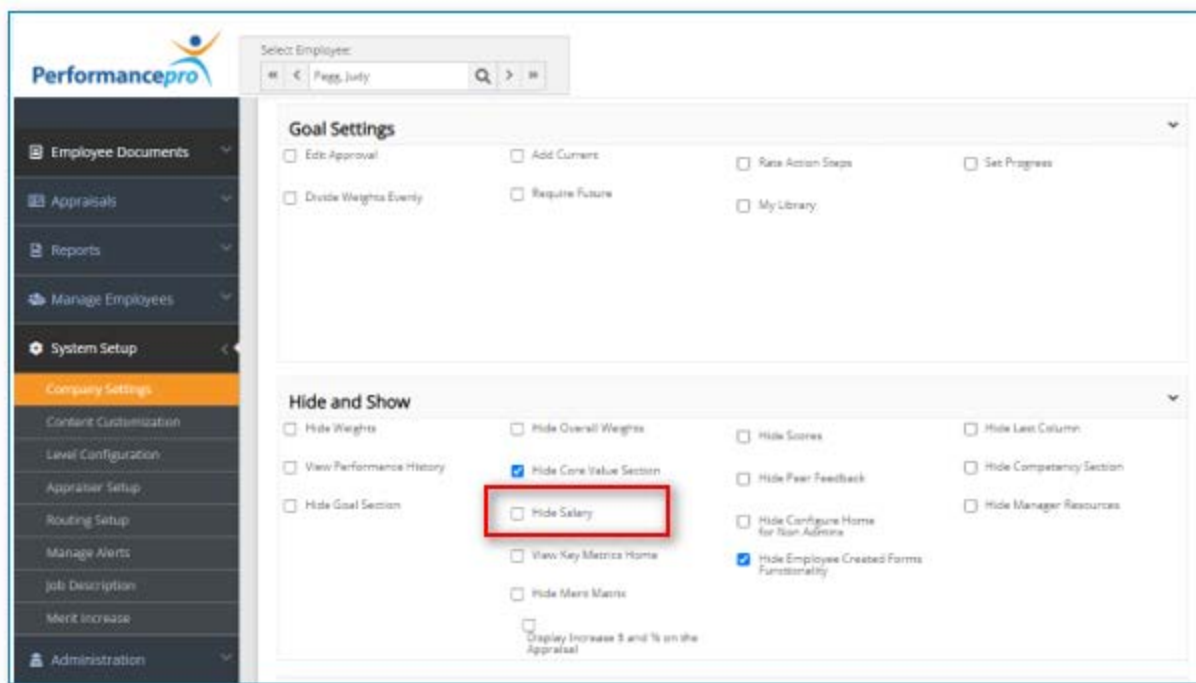 Performancepro
Select Employee:
Pegg, Judy
Employee Documents
Appraisals
Reports
Manage Employees
System Setup
Company Settings
Content Customization
Level Configuration
Appraiser Setup
Routing Setup
Manage Alerts
Job Description
Merit Increase
Administration
Goal Settings
Edit Approval
Add Current
Rate Action Steps
Set Progress
Divide Weights Evenly
Require Future
My Library
Hide and Show
Hide Weights
Hide Overall Weights
Hide Scores
Hide Last Column
View Performance History
Hide Core Value Section
Hide Peer Feedback
Hide Competency Section
Hide Goal Section
Hide Salary
Hide Configure Home
for Non Admins
Hide Manager Resources
View Key Metrics Home
Hide Employee Created Forms
Functionality
Hide Merit Matrix
Display Increase $ and % on the
Appraisal